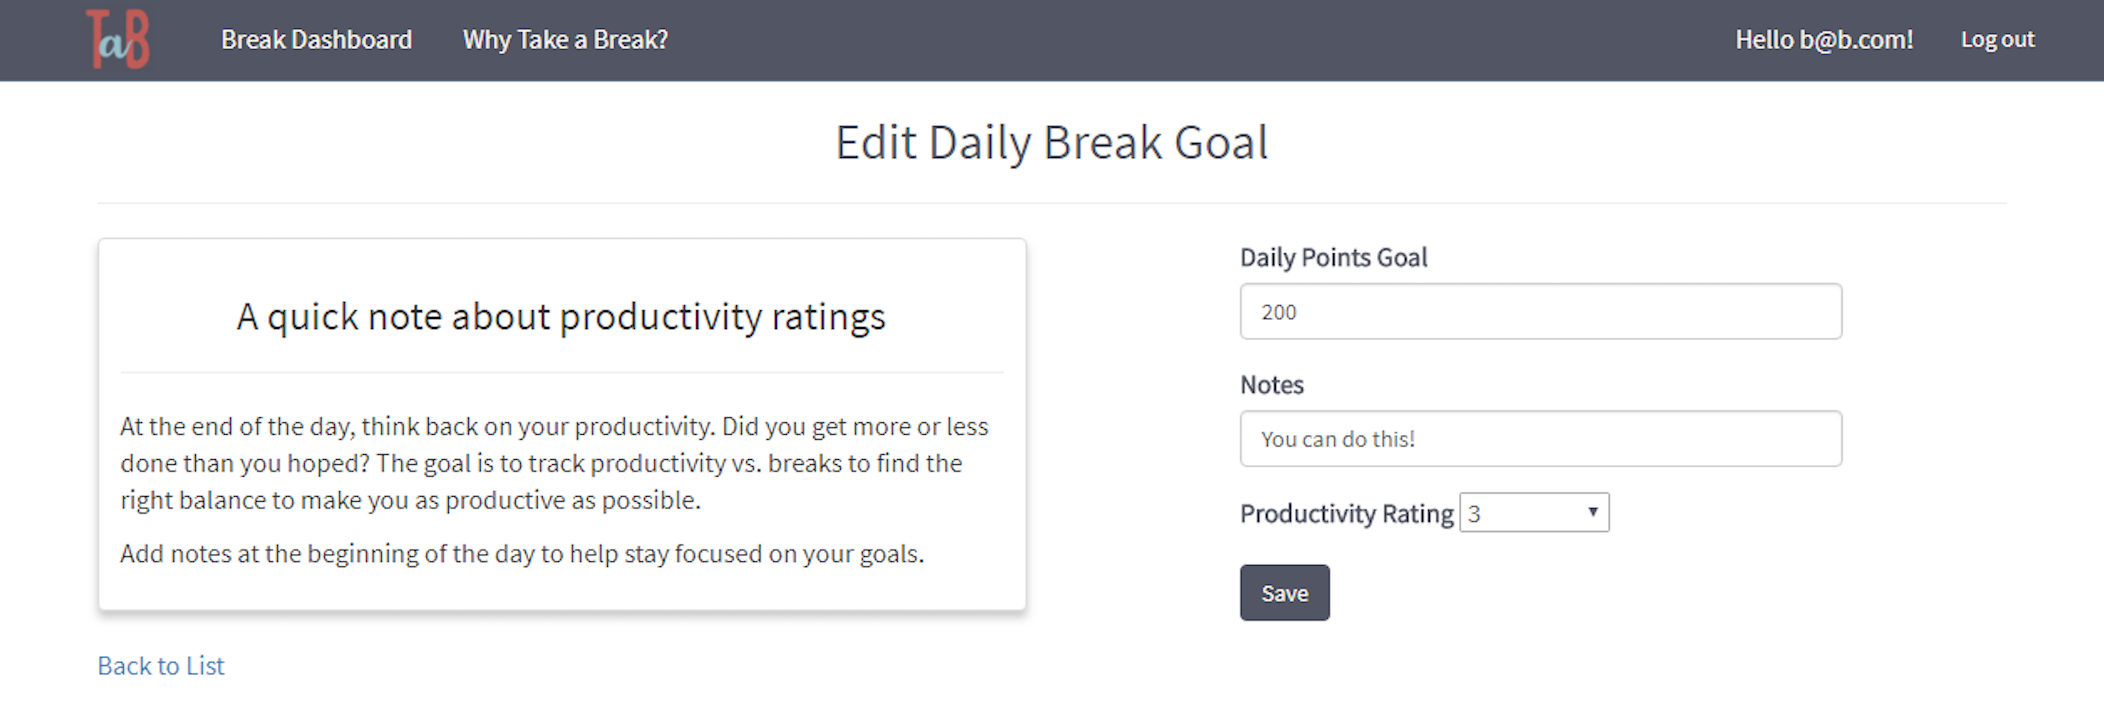 TaB Break Dashboard Why Take a Break? Hello b@b.com! Log out
Edit Daily Break Goal
A quick note about productivity ratings
At the end of the day, think back on your productivity. Did you get more or less
done than you hoped? The goal is to track productivity vs. breaks to find the
right balance to make you as productive as possible.
Add notes at the beginning of the day to help stay focused on your goals.
Back to List
Daily Points Goal
200
Notes
You can do this!
Productivity Rating 3
Save